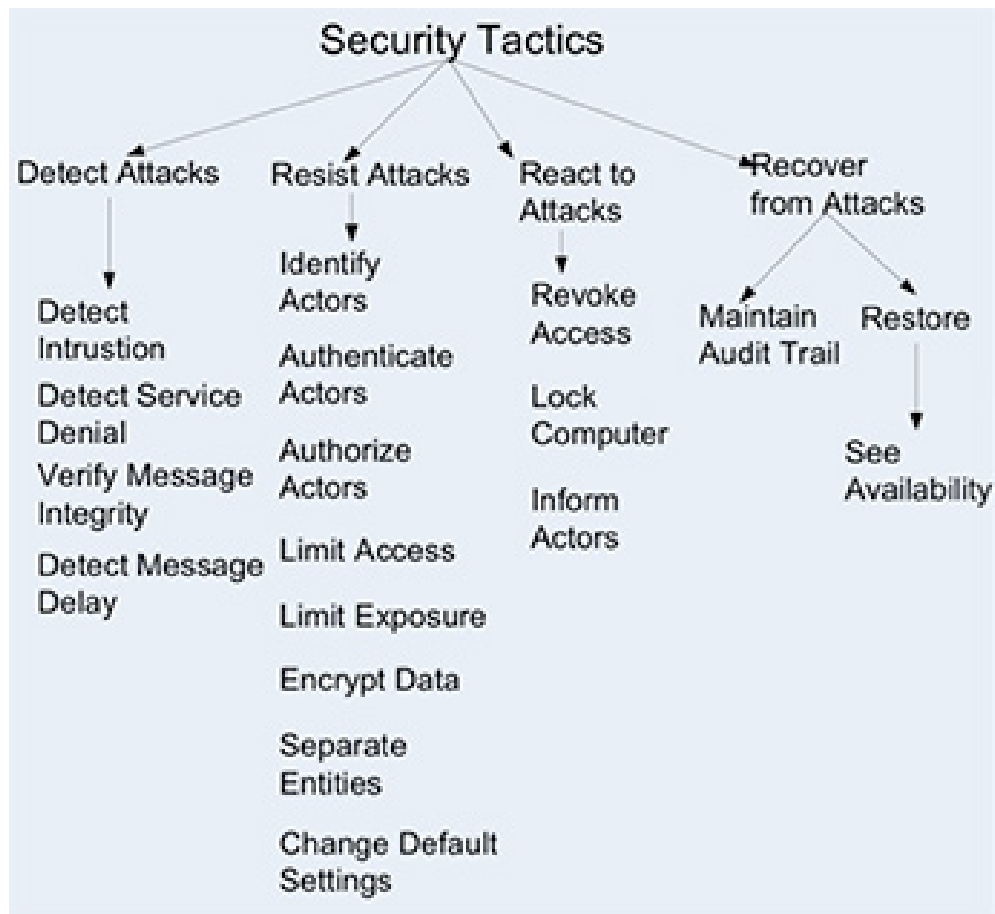 Security Tactics
Detect Attacks
Detect
Intrustion
Detect Service
Denial
Verify Message
Integrity
Detect Message
Delay
Resist Attacks
Identify
Actors
Authenticate
Actors
Authorize
Actors
Limit Access
Limit Exposure
Encrypt Data
Separate
Entities
Change Default
Settings
React to
Attacks
Revoke
Access
Lock
Computer
Inform
Actors
Recover
from Attacks
Maintain
Audit Trail
Restore
See
Availability